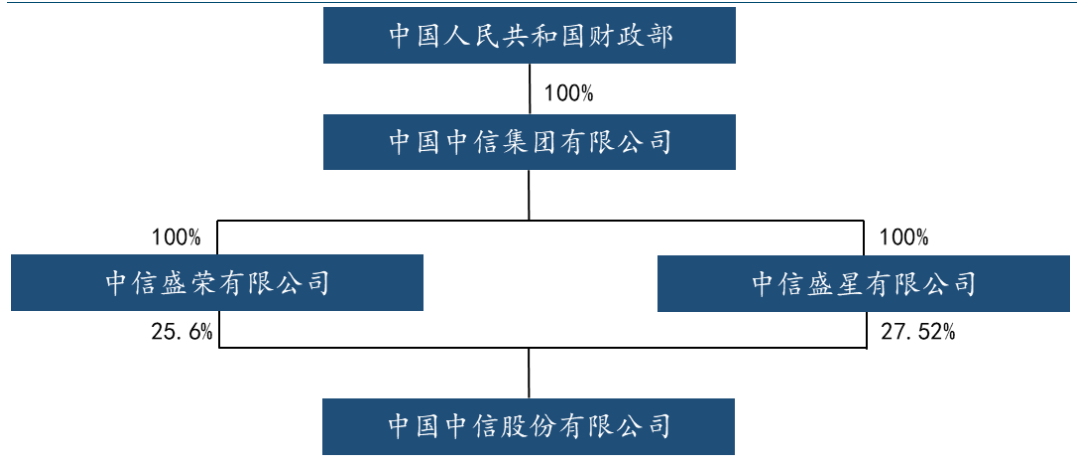 中国人民共和国财政部
100%
中国中信集团有限公司
100%
100%
中信盛荣有限公司
中信盛星有限公司
25.6%
27.52%
中国中信股份有限公司